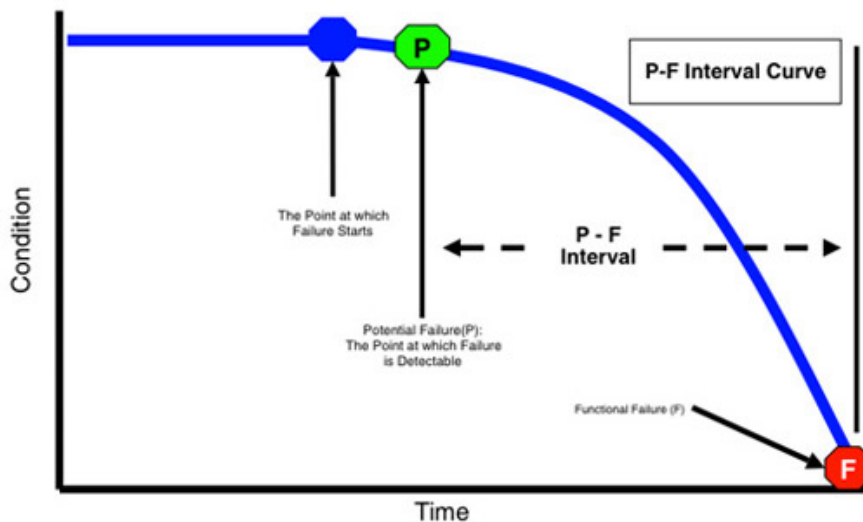 P
P-F Interval Curve
The Point at which
Failure Starts
P - F
Interval
Condition
Potential Failure(P):
The Point at which Failure
is Detectable
Functional Failure (F)
F
Time